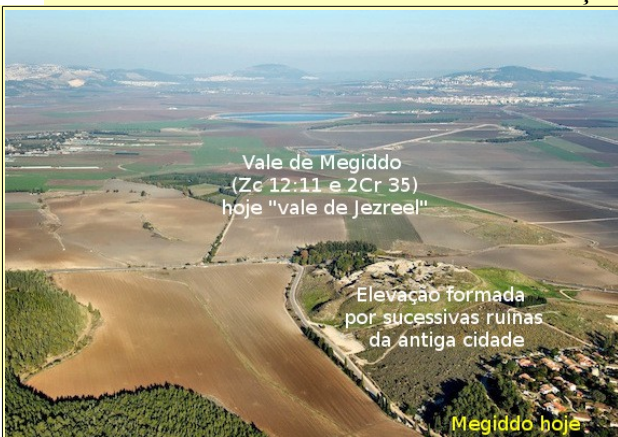 Vale de Megiddo
(Zc 12:11 e 2Cr 35)
hoje "vale de Jezreel"
Elevação formada
por sucessivas ruínas
da antiga cidade
Megiddo hoje